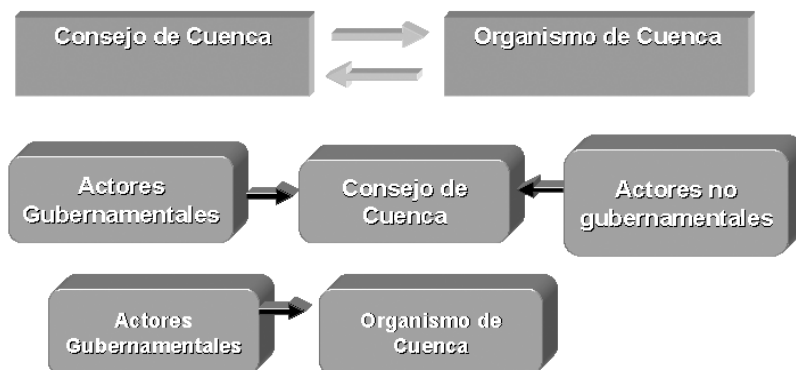 Consejo de Cuenca
Organismo de Cuenca
Actores
Gubernamentales
Consejo de
Cuenca
Actores no
gubernamentales
Actores
Gubernamentales
Organismo de
Cuenca